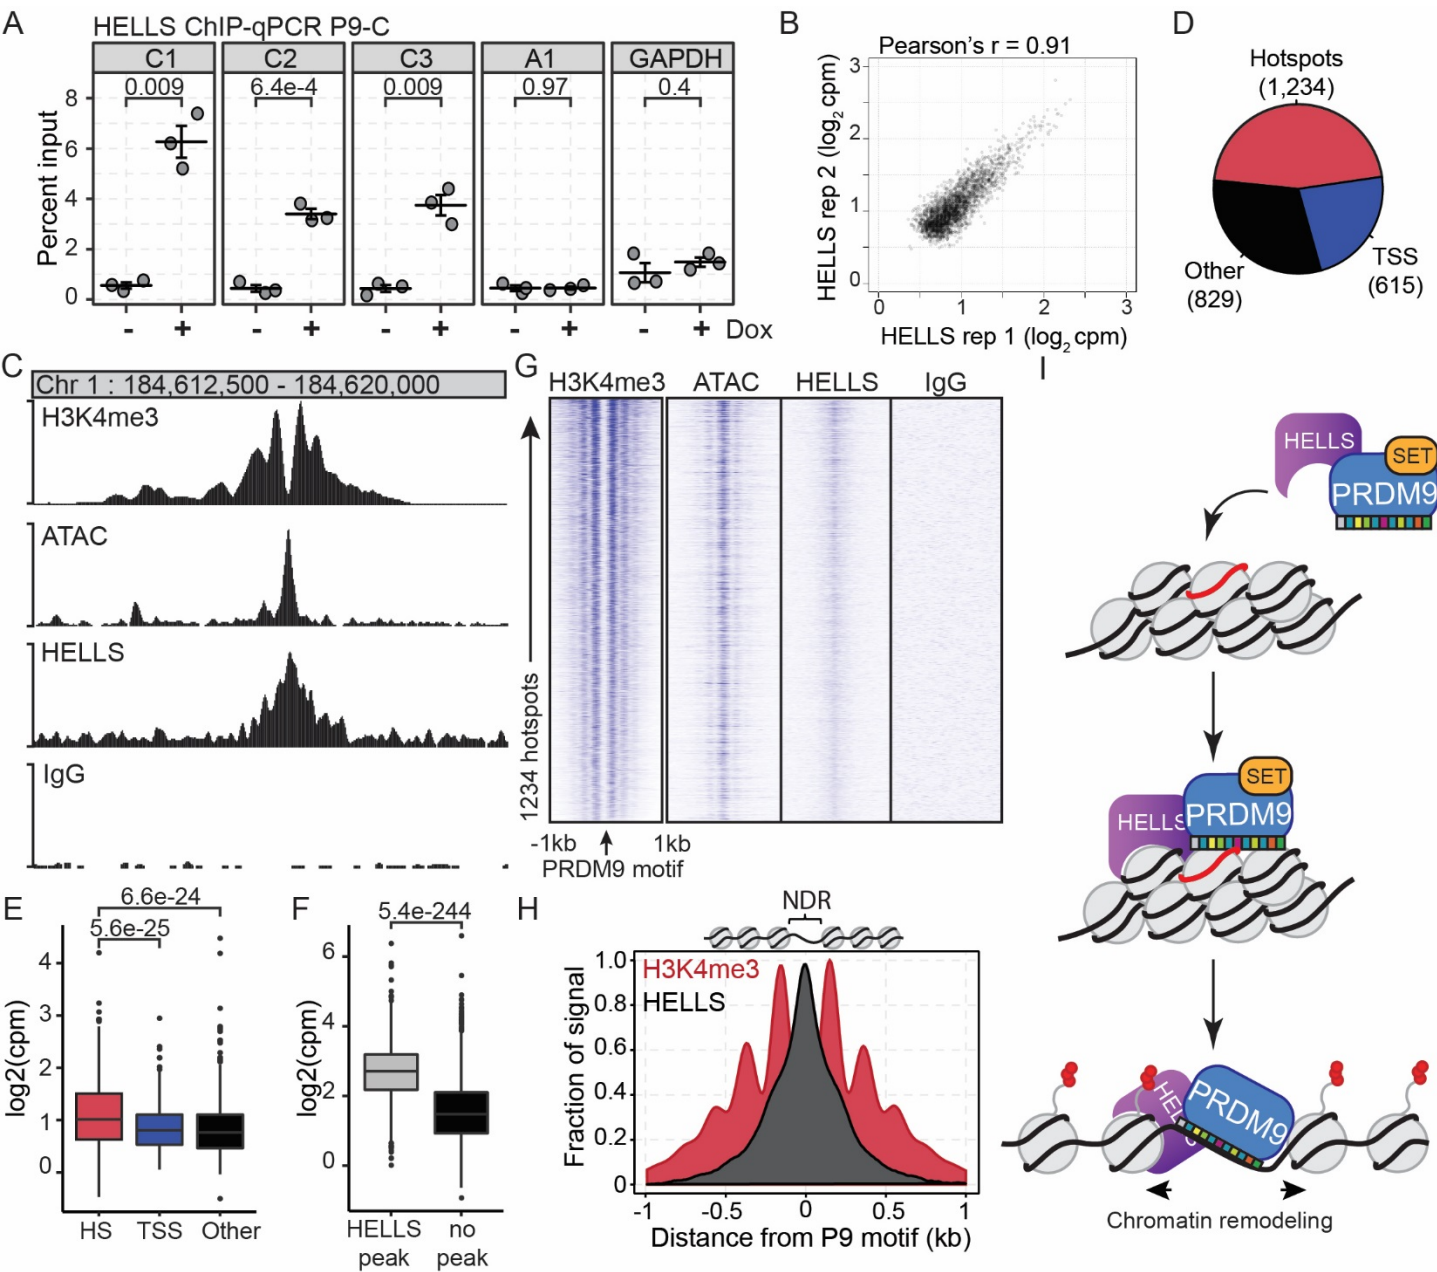 A
HELLS ChIP-qPCR P9-C
C1
C2
C3
A1
GAPDH
0.009
6.4e-4
0.009
0.97
0.4
Percent input
8
6
4
2
0
- + - + - + - + - + Dox
B
Pearson's r = 0.91
HELLS rep 2 (log2 cpm)
3
2
1
0
0 1 2 3
HELLS rep 1 (log2 cpm)
D
Hotspots
(1,234)
TSS
(615)
Other
(829)
C
Chr 1 : 184,612,500 - 184,620,000
H3K4me3
ATAC
HELLS
IgG
G
H3K4me3 ATAC HELLS IgG
1234 hotspots
-1kb 1kb
PRDM9 motif
I
HELLS
SET
PRDM9
SET
HELLS
PRDM9
HELLS
PRDM9
Chromatin remodeling
E
6.6e-24
5.6e-25
log2(cpm)
4
3
2
1
0
HS TSS Other
F
5.4e-244
log2(cpm)
6
4
2
0
HELLS
peak
no
peak
H
NDR
H3K4me3
HELLS
Fraction of signal
1.0
0.8
0.6
0.4
0.2
0
-1 -0.5 0 0.5 1
Distance from P9 motif (kb)